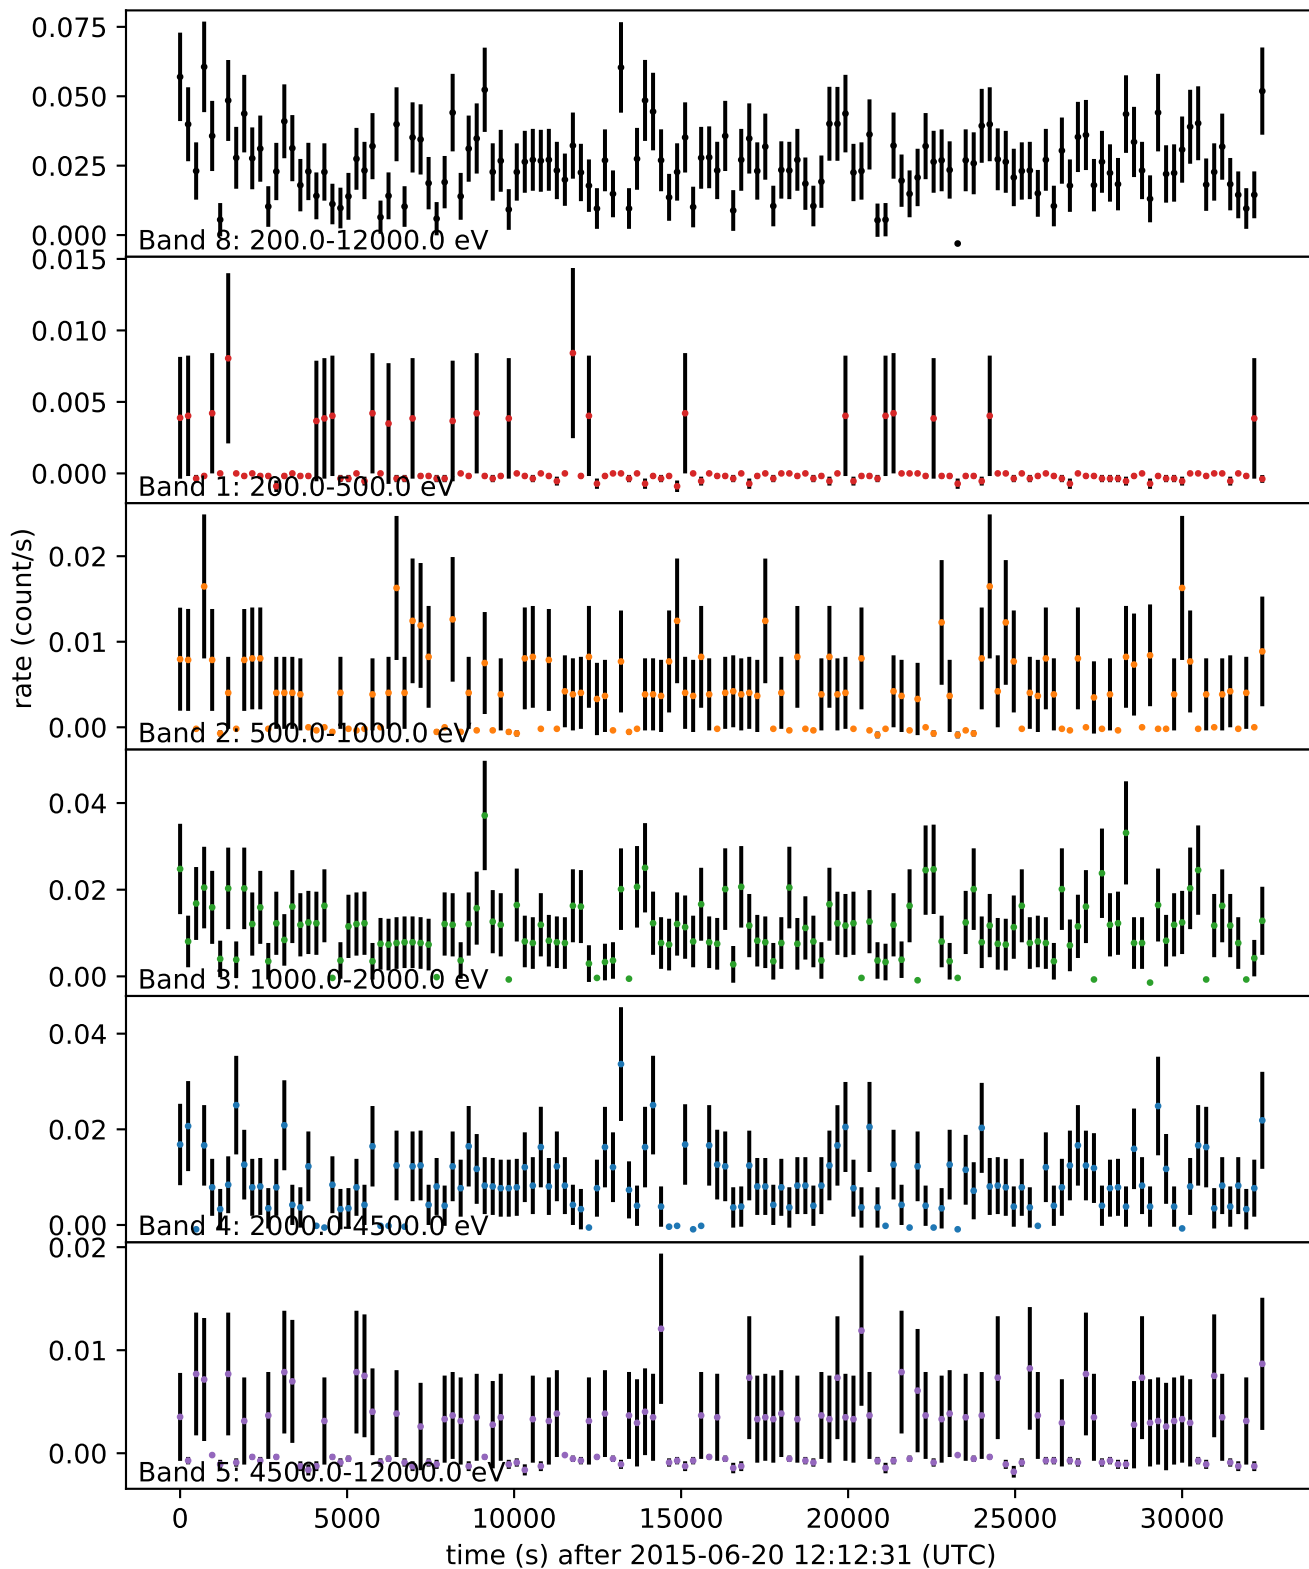 0.075
0.050
0.025
0.000
Band 8: 200.0-12000.0 eV
0.015
0.010
0.005
0.000
Band 1: 200.0-500.0 eV
0.02
0.01
0.00
Band 2: 500.0-1000.0 eV
rate (count/s)
0.04
0.02
0.00
Band 3: 1000.0-2000.0 eV
0.04
0.02
0.00
Band 4: 2000.0-4500.0 eV
0.02
0.01
0.00
Band 5: 4500.0-12000.0 eV
0 5000 10000 15000 20000 25000 30000
time (s) after 2015-06-20 12:12:31 (UTC)